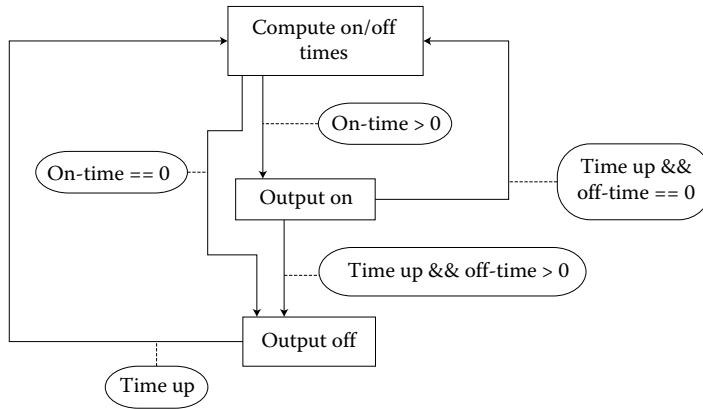 Compute on/off
times
On-time > 0
On-time == 0
Time up &&
off-time == 0
Output on
Time up && off-time > 0
Output off
Time up